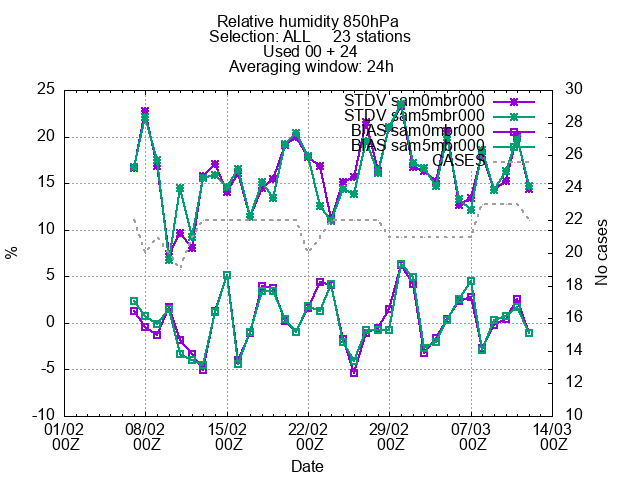 Relative humidity 850hPa
Selection: ALL 23 stations
Used 00 + 24
Averaging window: 24h
STDV sam0mbr000
STDV sam5mbr000
BIAS sam0mbr000
BIAS sam5mbr000
CASES
25
20
15
10
5
0
-5
-10
%
30
28
26
24
22
20
18
16
14
12
10
No cases
01/02 08/02 15/02 22/02 29/02 07/03 14/03
00Z 00Z 00Z 00Z 00Z 00Z 00Z
Date